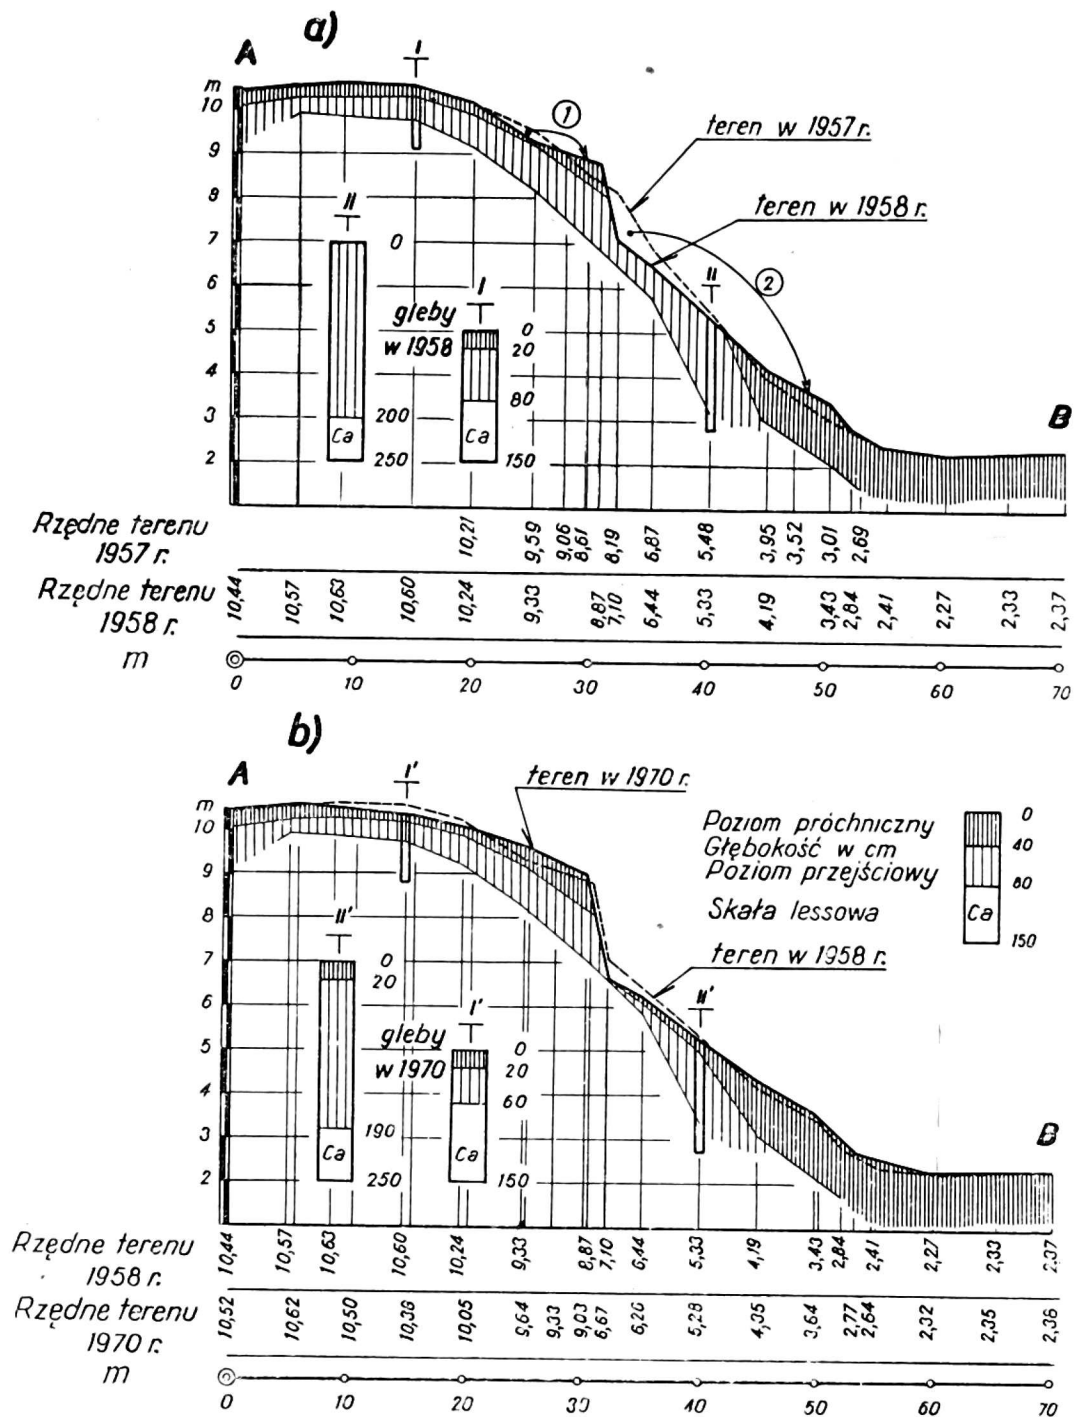 a)
A
I
m
10
9
8
7
6
5
4
3
2
1
teren w 1957 r.
teren w 1958 r.
II
2
B
II
0
200
Ca
250
gleby
w 1958
I
0
20
80
Ca
150
Rzędne terenu
1957 r.
10,21 9,59 9,06 8,61 8,19 6,87 5,48 3,95 3,52 3,01 2,69
Rzędne terenu
1958 r.
10,44 10,57 10,63 10,60 10,24 9,33 8,87 7,10 6,44 5,33 4,19 3,43 2,84 2,41 2,27 2,33 2,37
m
0 10 20 30 40 50 60 70
b)
A
I'
m
10
9
8
7
6
5
4
3
2
teren w 1970 r.
Poziom próchniczny
Głębokość w cm
Poziom przejściowy
Skała lessowa
0
40
80
Ca
150
teren w 1958 r.
II'
B
II'
0
20
190
Ca
250
gleby
w 1970
I'
0
20
60
Ca
150
Rzędne terenu
1958 r.
10,44 10,57 10,63 10,60 10,24 9,33 8,87 7,10 6,44 5,33 4,19 3,43 2,84 2,41 2,27 2,33 2,37
Rzędne terenu
1970 r.
10,52 10,62 10,50 10,36 10,05 9,64 9,33 9,03 6,67 6,26 5,28 4,35 3,64 2,77 2,64 2,32 2,35 2,36
m
0 10 20 30 40 50 60 70